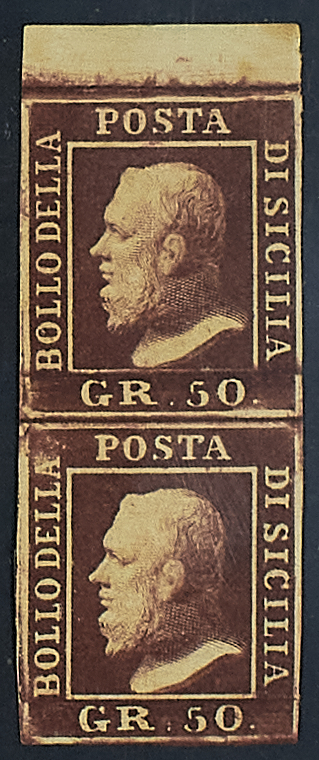 BOLLO DELLA
POSTA
DI SICILIA
GR. 50.
BOLLO DELLA
POSTA
DI SICILIA
GR. 50.